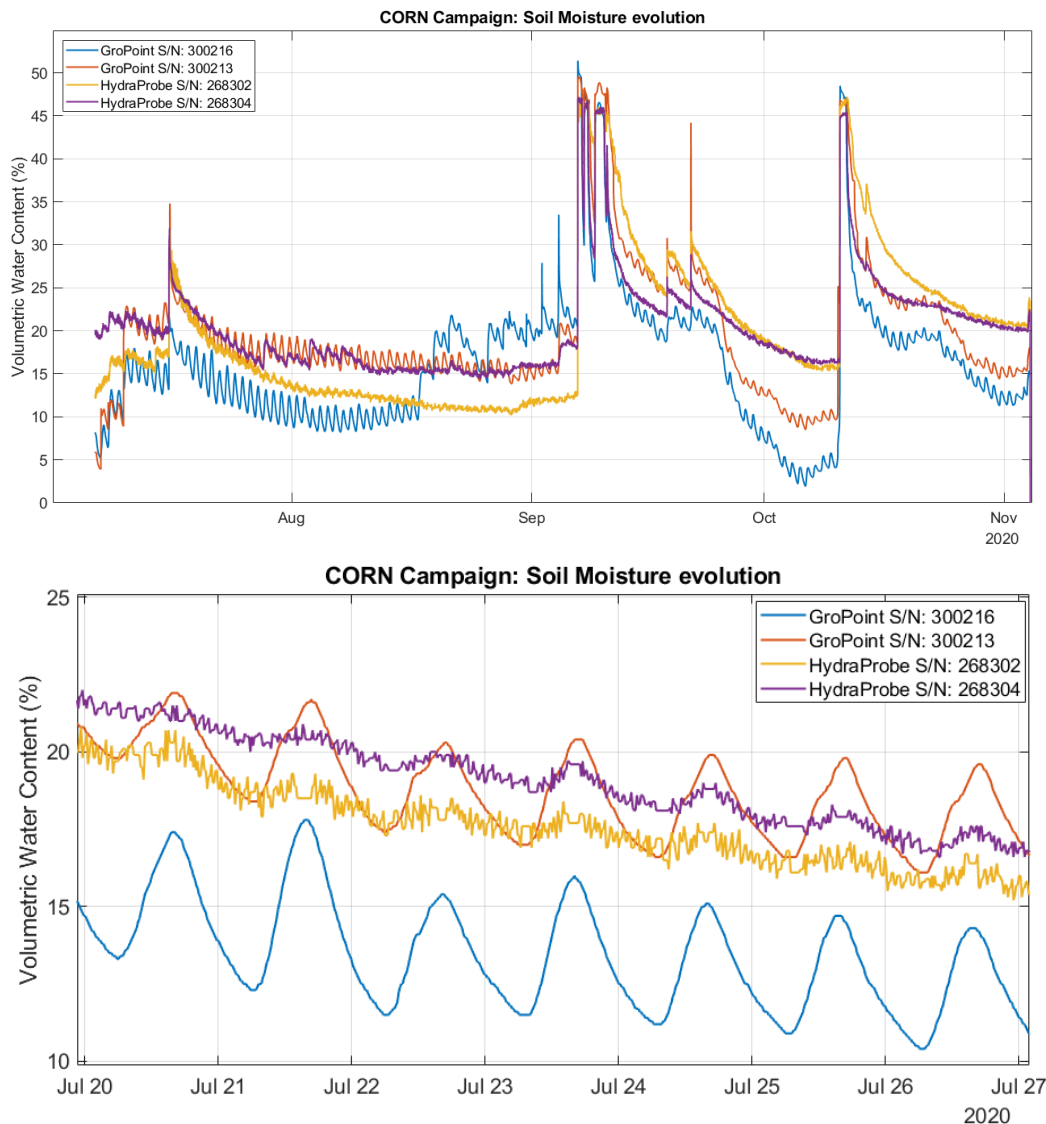 CORN Campaign: Soil Moisture evolution
GroPoint S/N: 300216
GroPoint S/N: 300213
HydraProbe S/N: 268302
HydraProbe S/N: 268304
Volumetric Water Content (%)
50
45
40
35
30
25
20
15
10
5
0
Aug
Sep
Oct
Nov
2020
CORN Campaign: Soil Moisture evolution
GroPoint S/N: 300216
GroPoint S/N: 300213
HydraProbe S/N: 268302
HydraProbe S/N: 268304
Volumetric Water Content (%)
25
20
15
10
Jul 20
Jul 21
Jul 22
Jul 23
Jul 24
Jul 25
Jul 26
Jul 27
2020